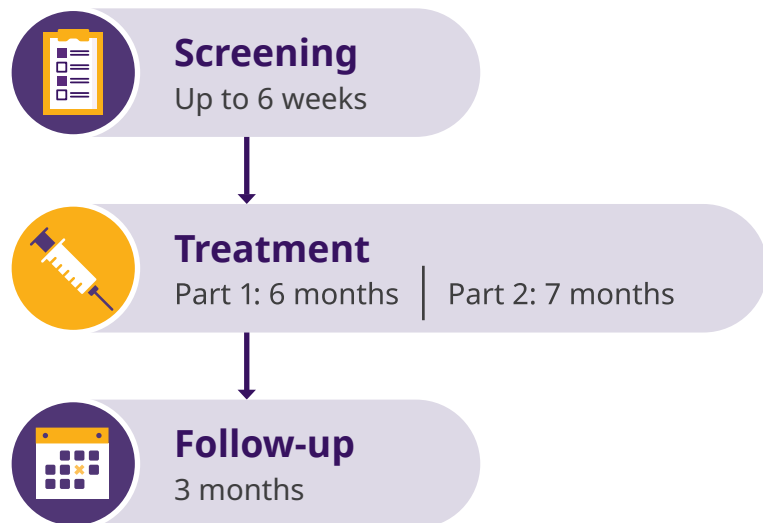 Screening
Up to 6 weeks
Treatment
Part 1: 6 months | Part 2: 7 months
Follow-up
3 months